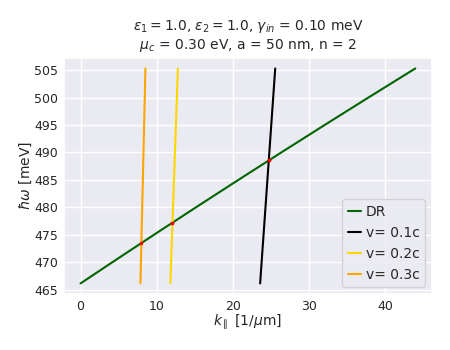 ε₁ = 1.0, ε₂ = 1.0, γᵢₙ = 0.10 meV
μ_c = 0.30 eV, a = 50 nm, n = 2
505
500
495
490
485
480
475
470
465
ħω [meV]
0
10
20
30
40
k_∥ [1/μm]
DR
v= 0.1c
v= 0.2c
v= 0.3c